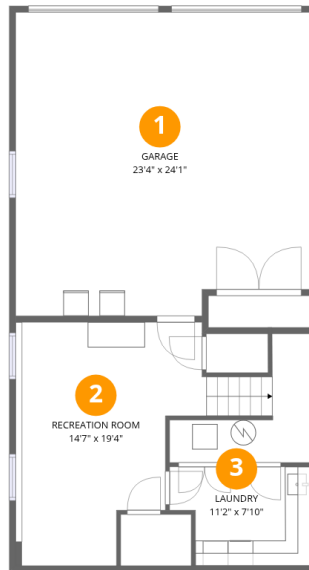 1
GARAGE
23'4" x 24'1"
2
RECREATION ROOM
14'7" x 19'4"
3
LAUNDRY
11'2" x 7'10"